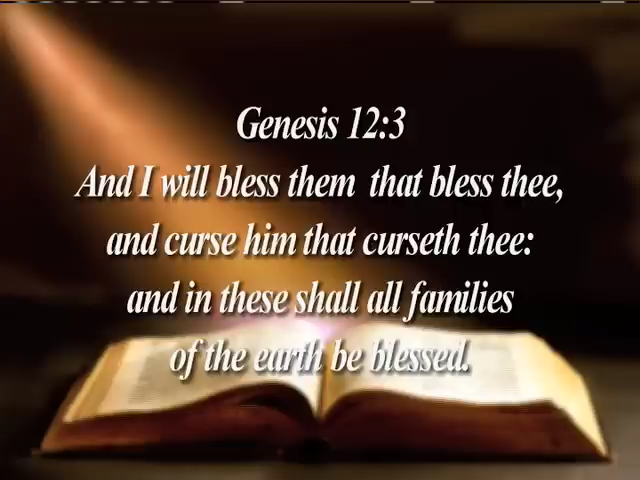 Genesis 12:3
And I will bless them that bless thee,
and curse him that curseth thee:
and in these shall all families
of the earth be blessed.